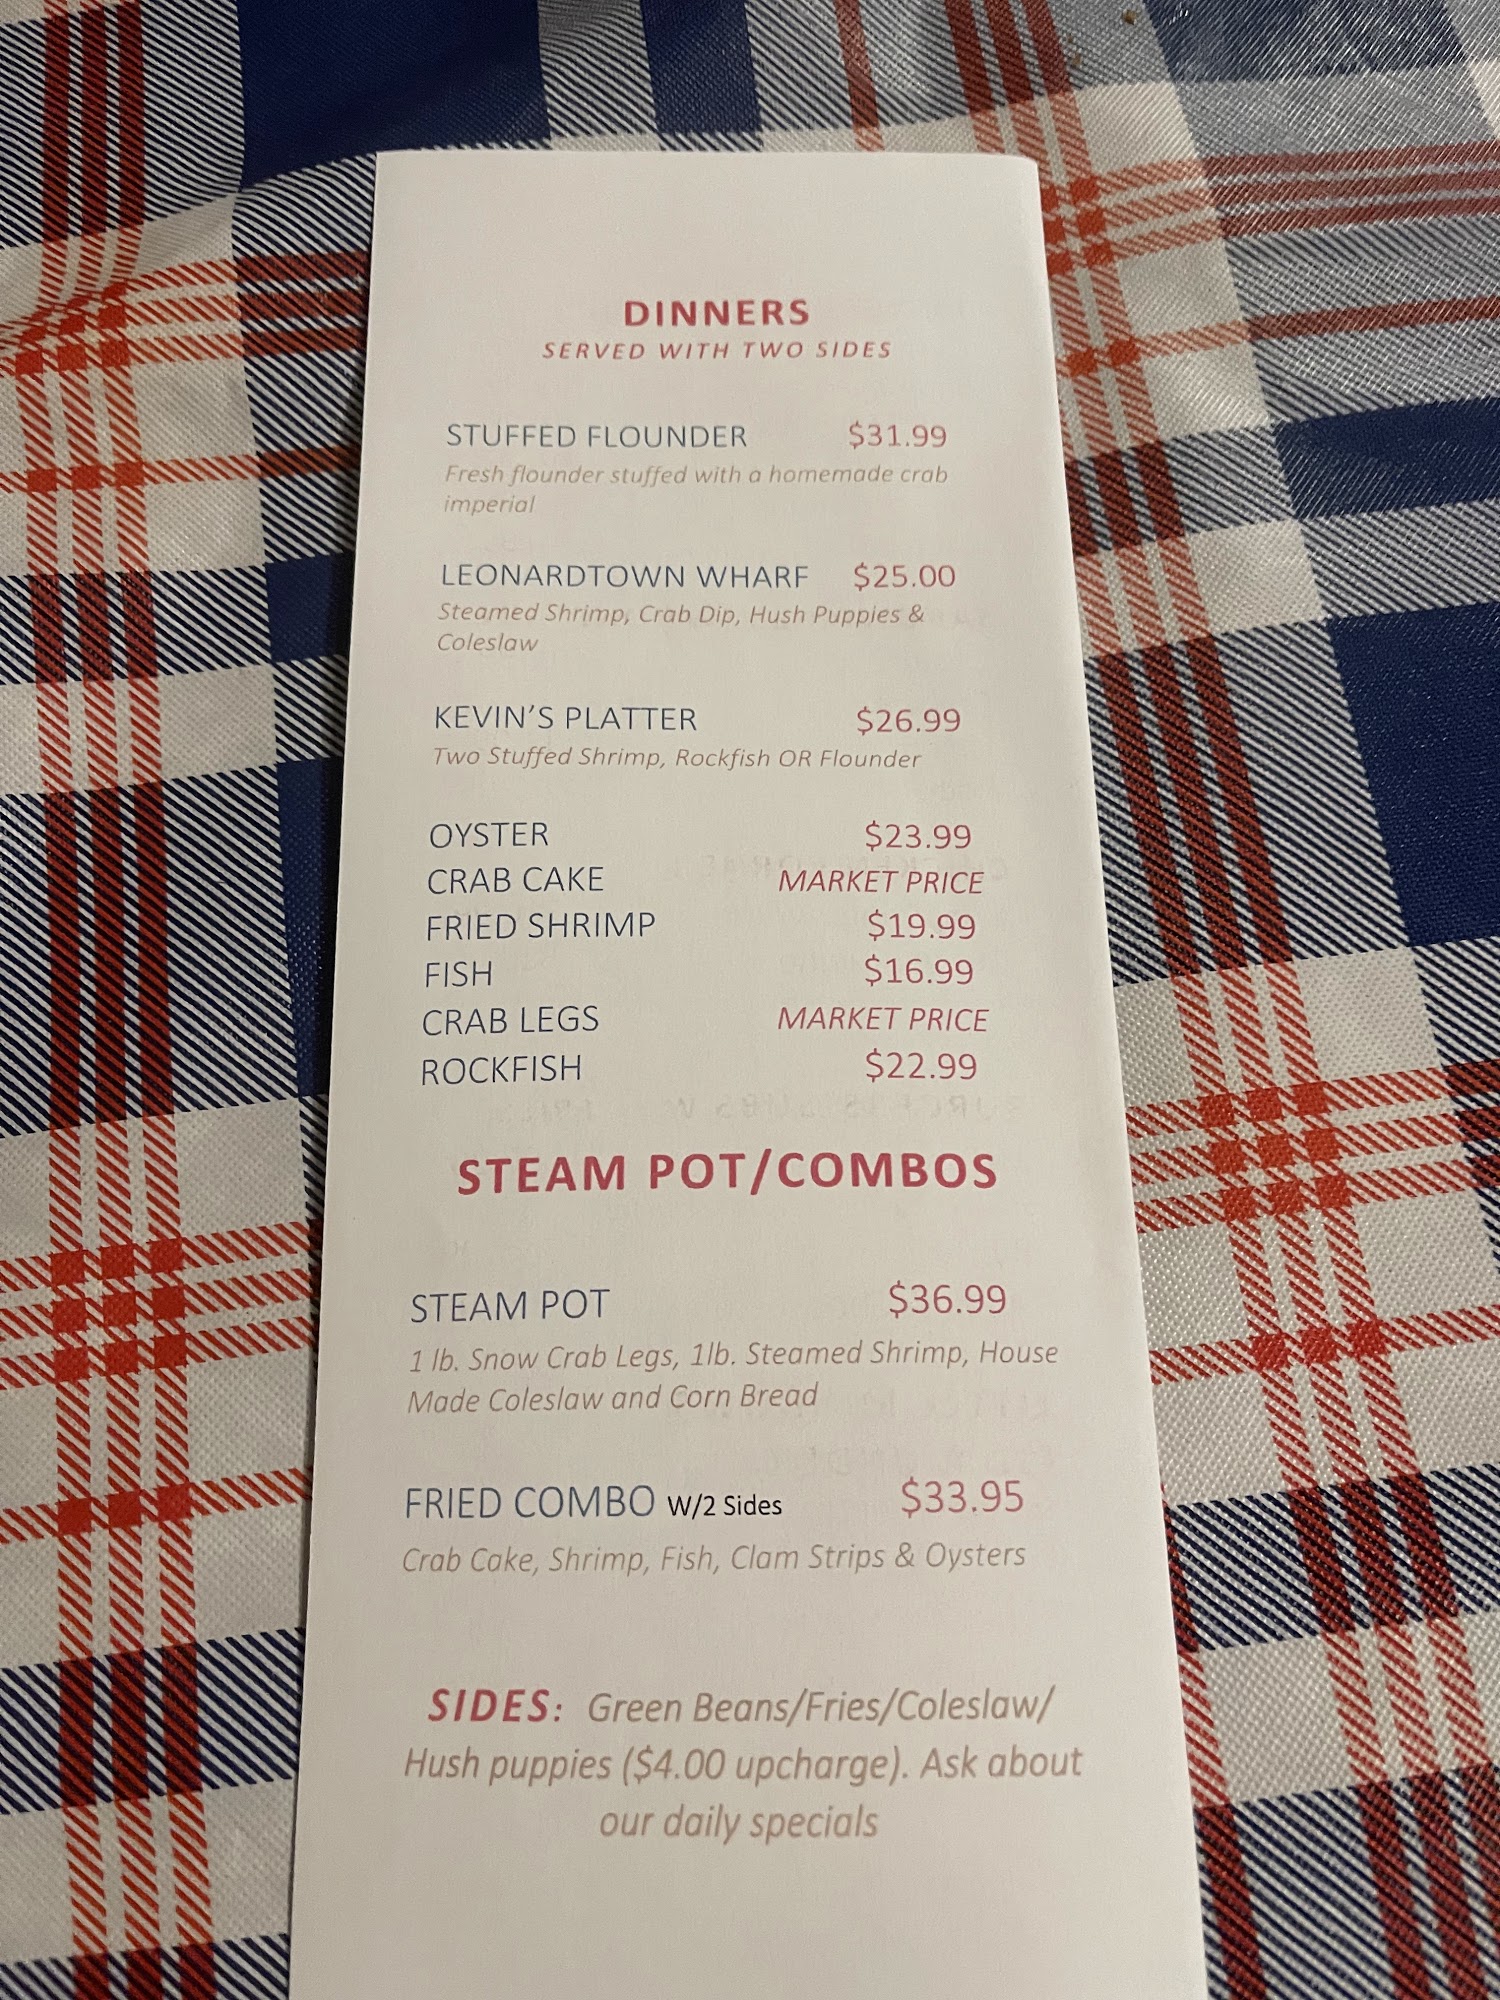 DINNERS
SERVED WITH TWO SIDES
STUFFED FLOUNDER $31.99
Fresh flounder stuffed with a homemade crab
imperial
LEONARDTOWN WHARF $25.00
Steamed Shrimp, Crab Dip, Hush Puppies &
Coleslaw
KEVIN'S PLATTER $26.99
Two Stuffed Shrimp, Rockfish OR Flounder
OYSTER $23.99
CRAB CAKE MARKET PRICE
FRIED SHRIMP $19.99
FISH $16.99
CRAB LEGS MARKET PRICE
ROCKFISH $22.99
STEAM POT/COMBOS
STEAM POT $36.99
1 lb. Snow Crab Legs, 1lb. Steamed Shrimp, House
Made Coleslaw and Corn Bread
FRIED COMBO W/2 Sides $33.95
Crab Cake, Shrimp, Fish, Clam Strips & Oysters
SIDES: Green Beans/Fries/Coleslaw/
Hush puppies ($4.00 upcharge). Ask about
our daily specials